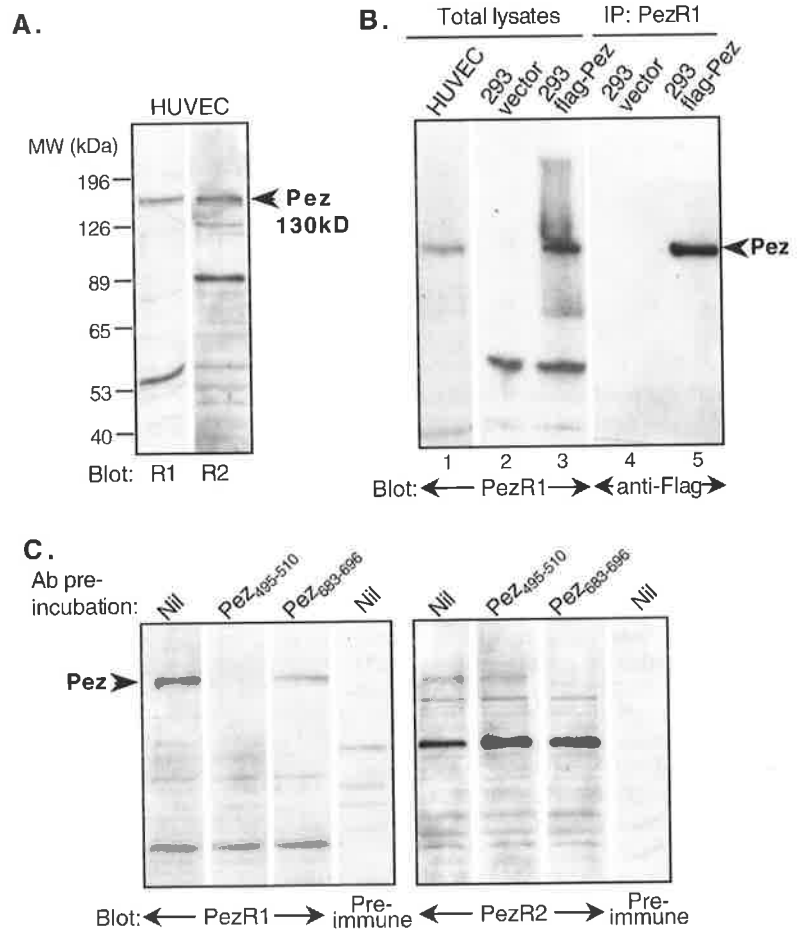 A.
HUVEC
MW (kDa)
196
126
89
65
53
40
Pez
130kD
Blot: R1 R2
B.
Total lysates
IP: PezR1
HUVEC
293 vector
293 flag-Pez
293 vector
293 flag-Pez
Pez
1 2 3 4 5
Blot: PezR1 anti-Flag
C.
Ab pre-
incubation:
Nil
Pez495-510
Pez683-696
Nil
Nil
Pez495-510
Pez683-696
Nil
Pez
Blot: PezR1 Pre-immune PezR2 Pre-immune